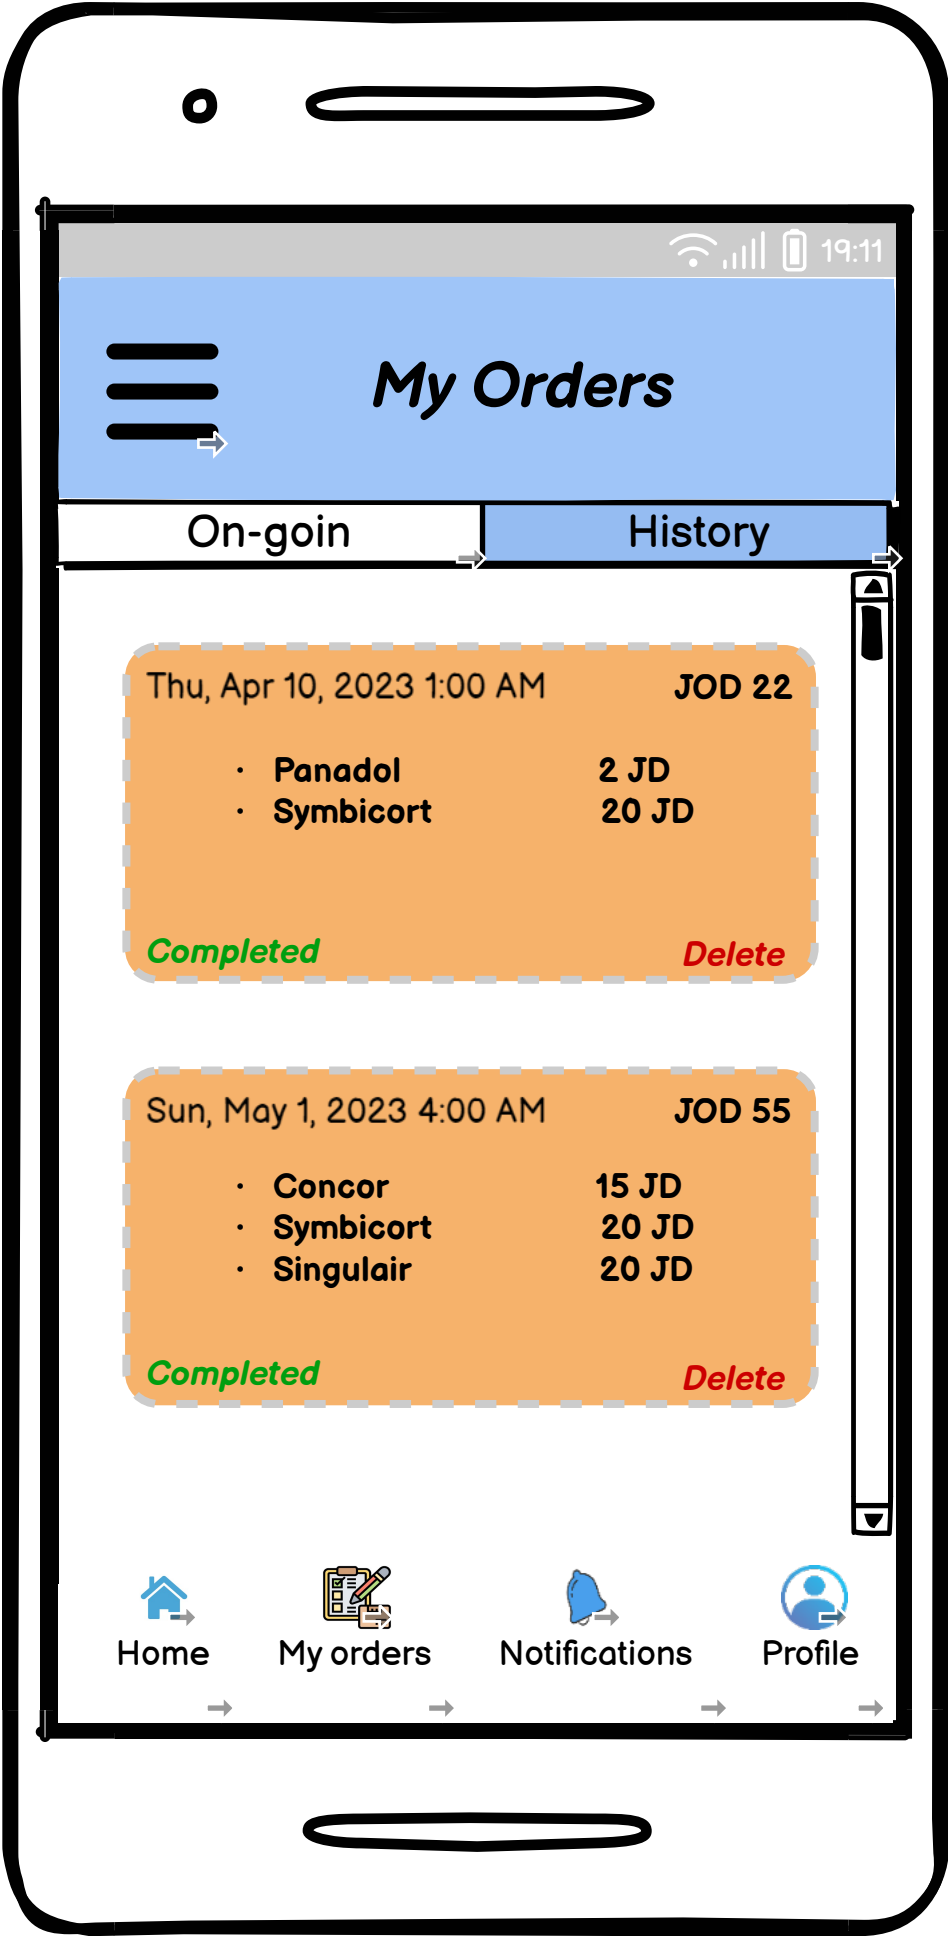 19:11
My Orders
On-goin
History
Thu, Apr 10, 2023 1:00 AM JOD 22
· Panadol 2 JD
· Symbicort 20 JD
Completed Delete
Sun, May 1, 2023 4:00 AM JOD 55
· Concor 15 JD
· Symbicort 20 JD
· Singulair 20 JD
Completed Delete
Home My orders Notifications Profile